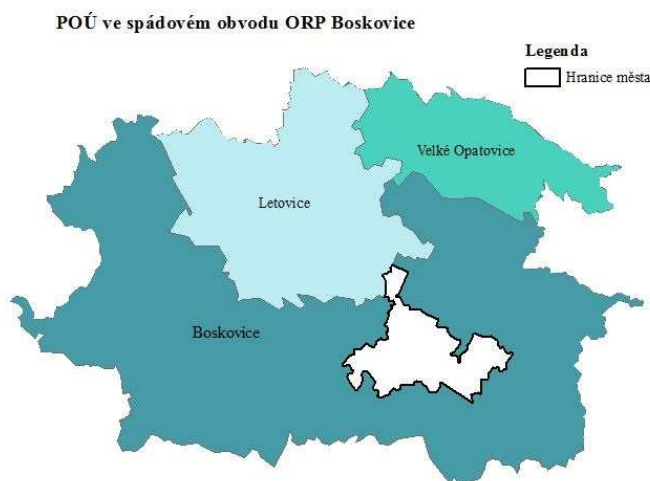 POÚ ve spádovém obvodu ORP Boskovice
Legenda
Hranice města
Velké Opatovice
Letovice
Boskovice